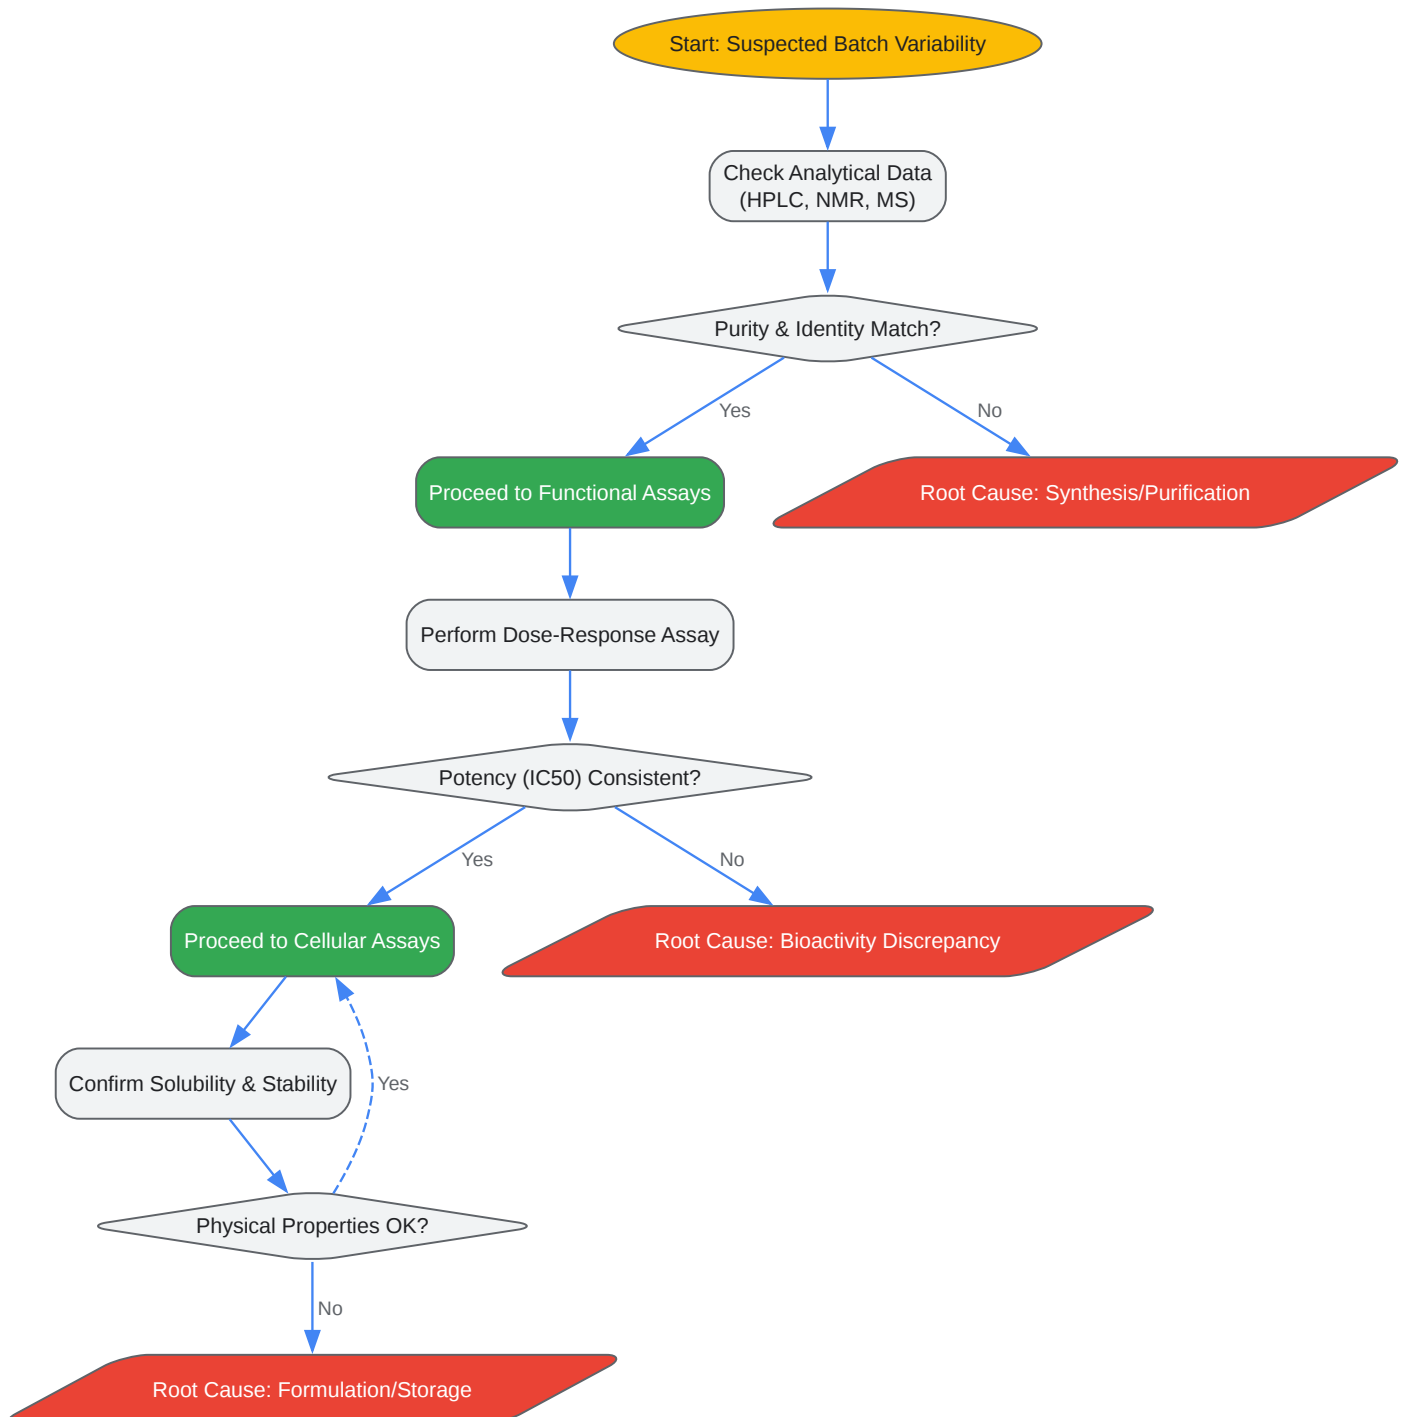 Start: Suspected Batch Variability
Check Analytical Data
(HPLC, NMR, MS)
Purity & Identity Match?
Yes
No
Proceed to Functional Assays
Root Cause: Synthesis/Purification
Perform Dose-Response Assay
Potency (IC50) Consistent?
Yes
No
Proceed to Cellular Assays
Root Cause: Bioactivity Discrepancy
Confirm Solubility & Stability
Yes
Physical Properties OK?
No
Root Cause: Formulation/Storage